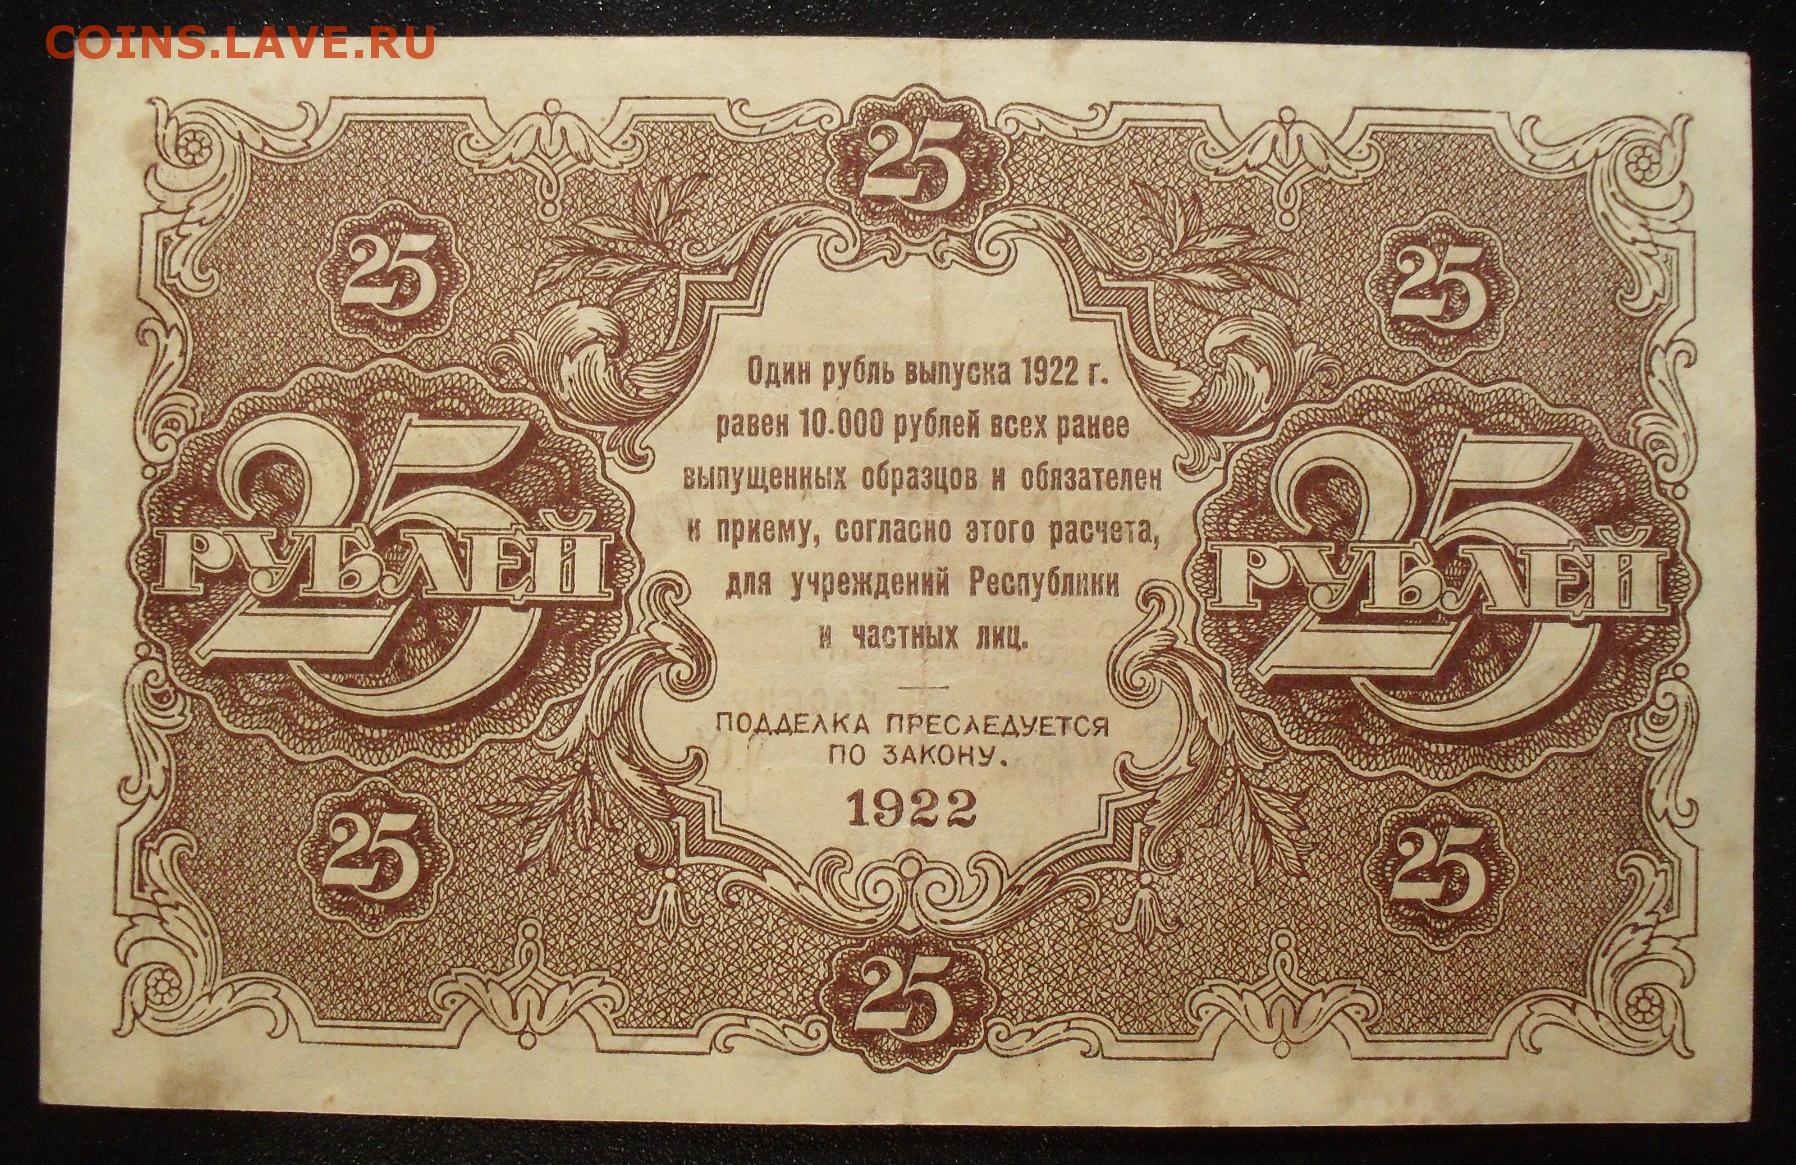 COINS.LAVE.RU
25
25
25
25 РУБЛЕЙ
25 РУБЛЕЙ
Один рубль выпуска 1922 г.
равен 10.000 рублей всех ранее
выпущенных образцов и обязателен
к приему, согласно этого расчета,
для учреждений Республики
и частных лиц.
ПОДДЕЛКА ПРЕСЛЕДУЕТСЯ
ПО ЗАКОНУ.
1922
25
25
25